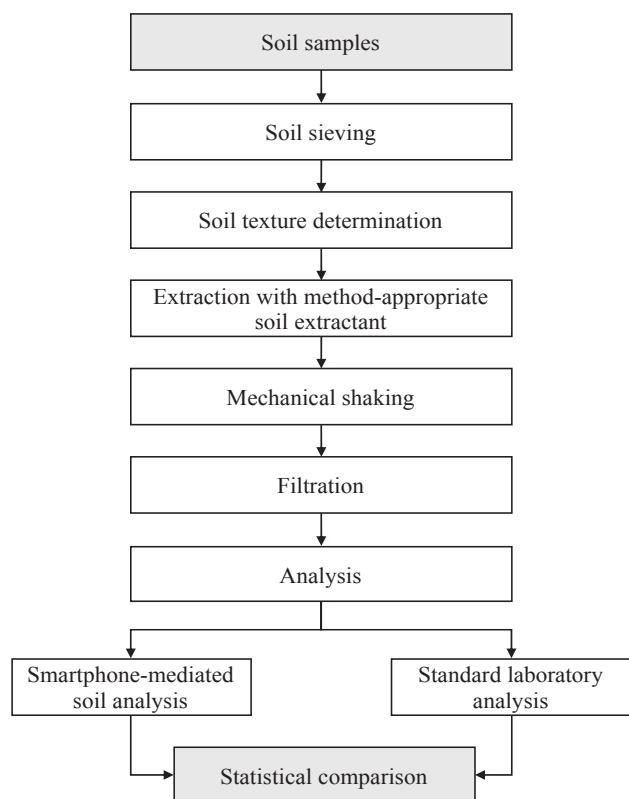 Soil samples
Soil sieving
Soil texture determination
Extraction with method-appropriate
soil extractant
Mechanical shaking
Filtration
Analysis
Smartphone-mediated
soil analysis
Standard laboratory
analysis
Statistical comparison